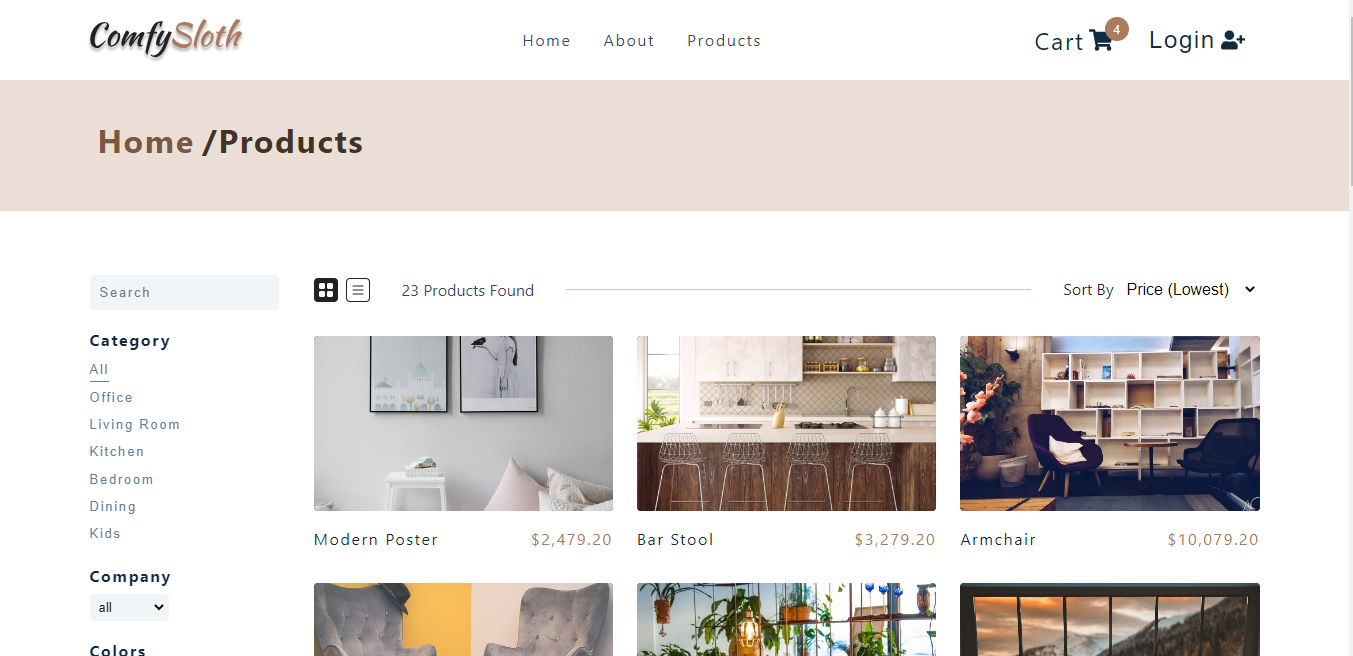 ComfySloth
Home About Products
Cart 4 Login
Home /Products
Search
Category
All
Office
Living Room
Kitchen
Bedroom
Dining
Kids
Company
all
Colors
23 Products Found
Sort By Price (Lowest)
Modern Poster $2,479.20
Bar Stool $3,279.20
Armchair $10,079.20